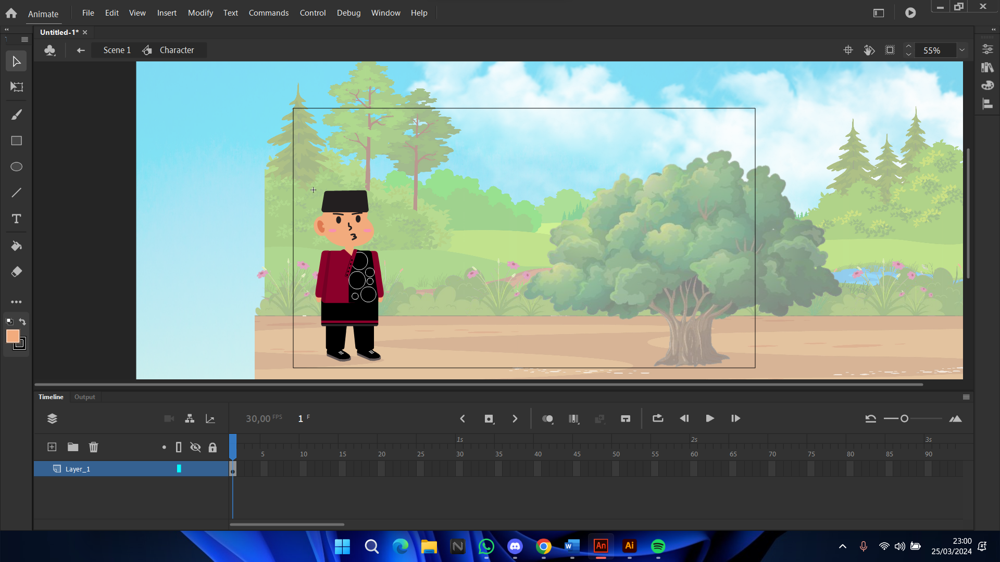 Animate File Edit View Insert Modify Text Commands Control Debug Window Help
Untitled-1*
Scene 1 Character 55%
T
Timeline Output
30,00 FPS 1 F
1s 2s 3s
5 10 15 20 25 30 35 40 45 50 55 60 65 70 75 80 85 90
Layer_1
An Ai
23:00
25/03/2024